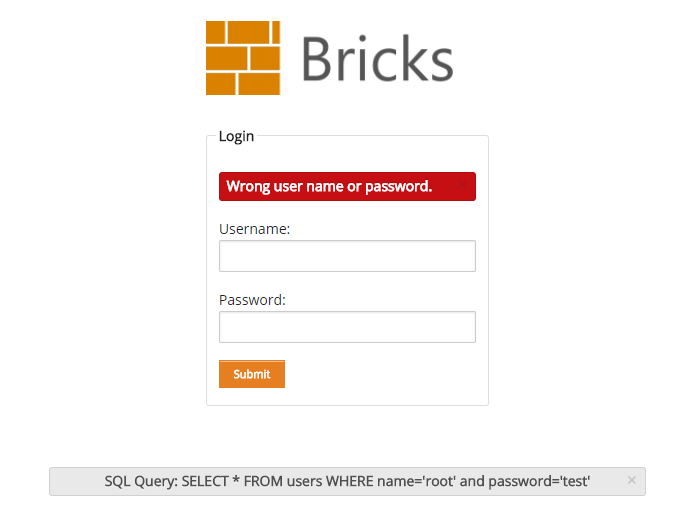 Bricks
Login
Wrong user name or password.
Username:
Password:
Submit
SQL Query: SELECT * FROM users WHERE name='root' and password='test' ×